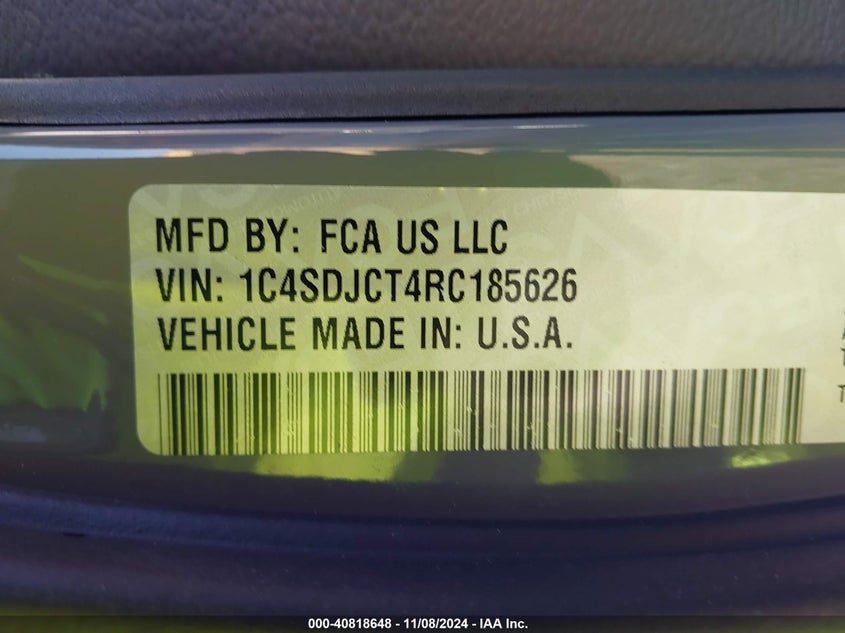 MFD BY: FCA US LLC
VIN: 1C4SDJCT4RC185626
VEHICLE MADE IN: U.S.A.
000-40818648 - 11/08/2024 - IAA Inc.